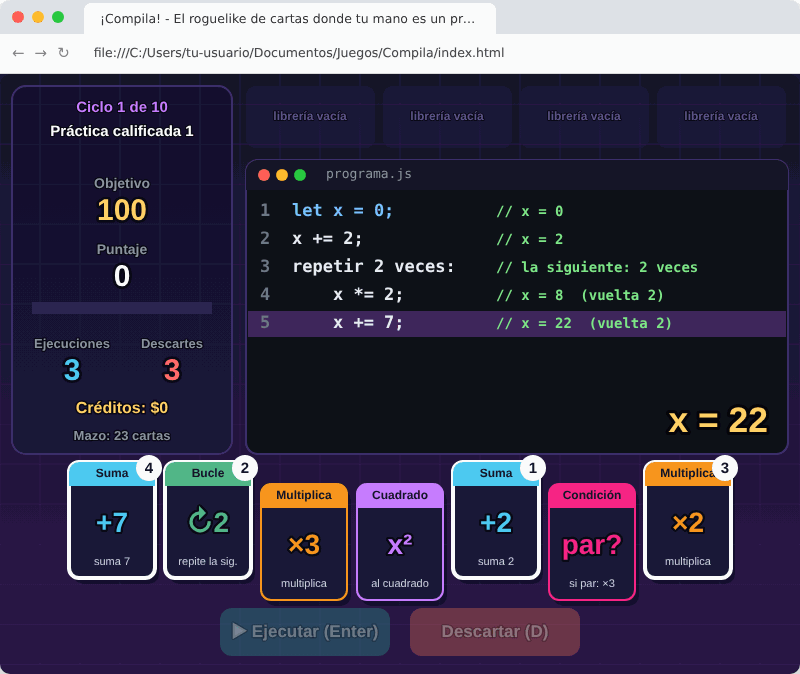 ¡Compila! - El roguelike de cartas donde tu mano es un pr...
file:///C:/Users/tu-usuario/Documentos/Juegos/Compila/index.html
Ciclo 1 de 10
Práctica calificada 1
Objetivo
100
Puntaje
0
Ejecuciones Descartes
3 3
Créditos: $0
Mazo: 23 cartas
librería vacía librería vacía librería vacía librería vacía
programa.js
1 let x = 0; // x = 0
2 x += 2; // x = 2
3 repetir 2 veces: // la siguiente: 2 veces
4 x *= 2; // x = 8 (vuelta 2)
5 x += 7; // x = 22 (vuelta 2)
x = 22
Suma 4
+7
suma 7
Bucle 2
↻2
repite la sig.
Multiplica
×3
multiplica
Cuadrado
x²
al cuadrado
Suma 1
+2
suma 2
Condición
par?
si par: ×3
Multiplica 3
×2
multiplica
▶ Ejecutar (Enter) Descartar (D)